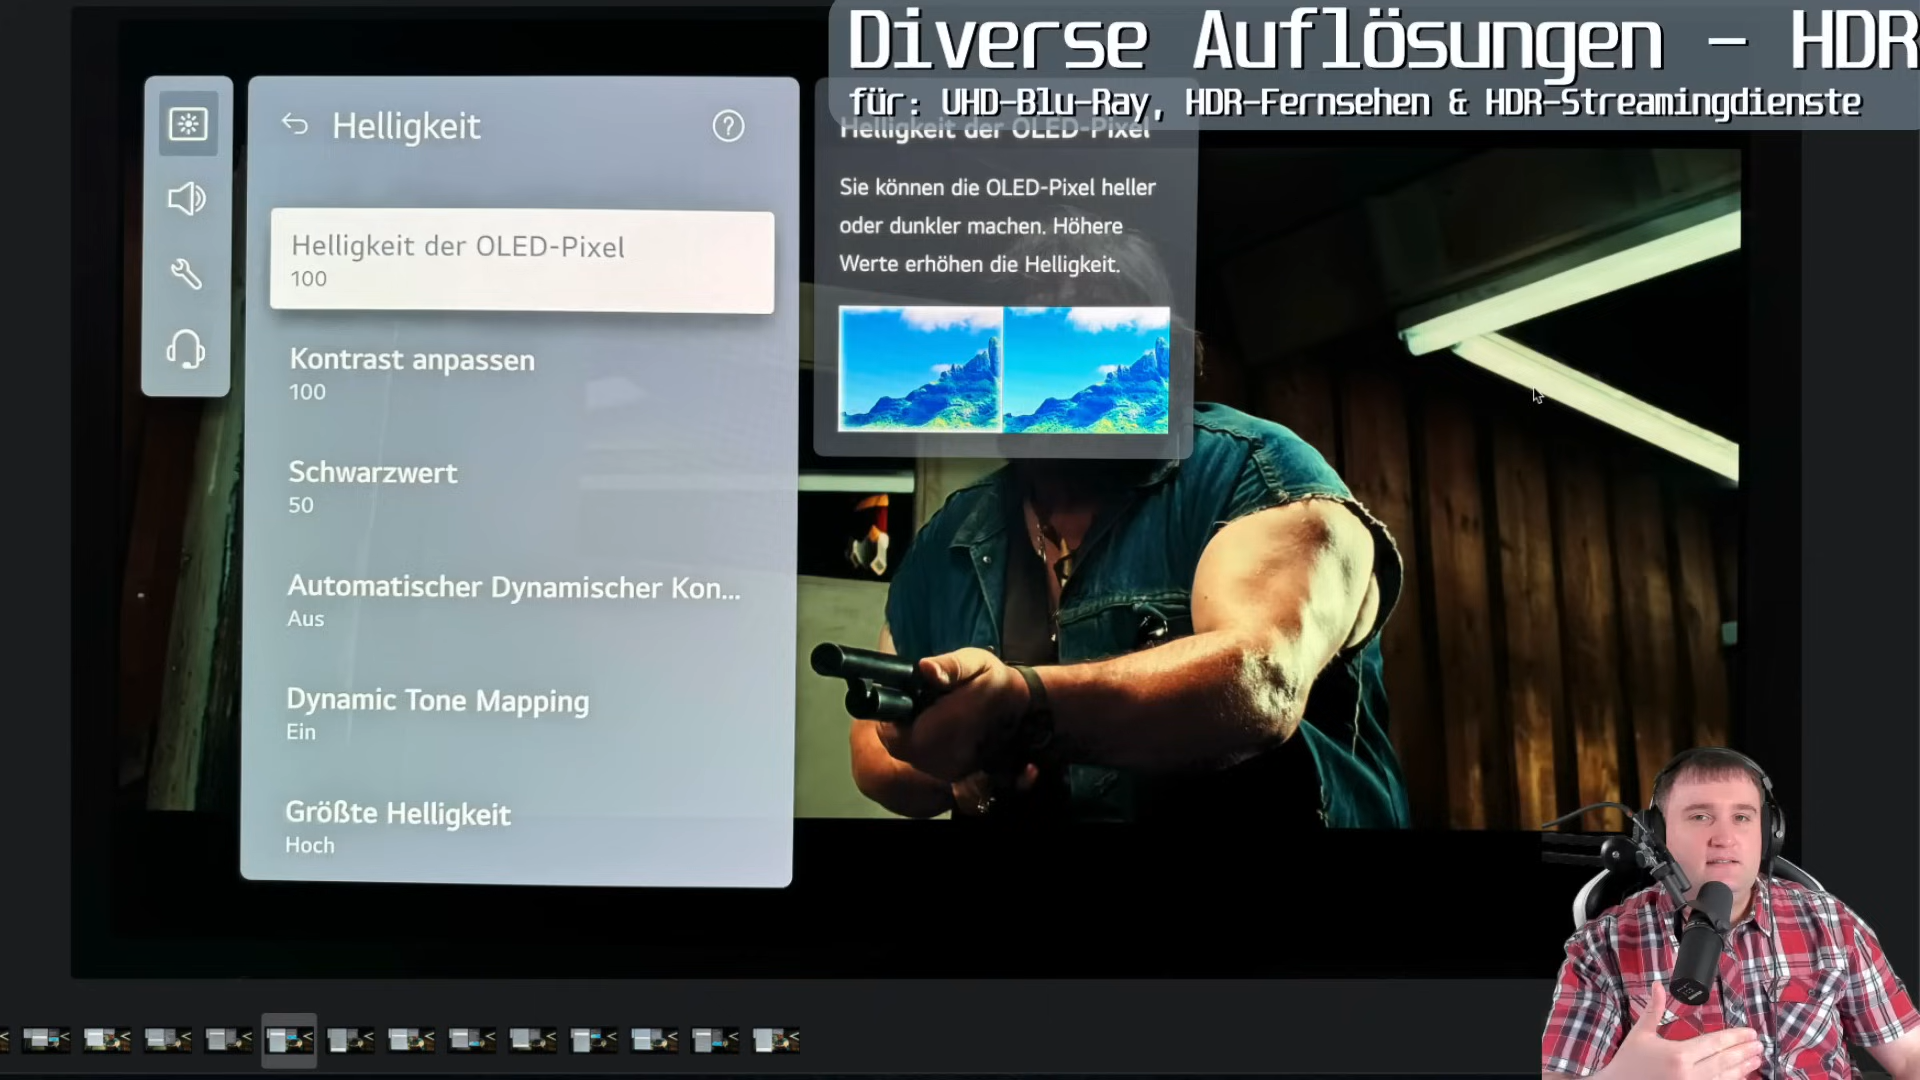 Diverse Auflösungen - HDR
für: UHD-Blu-Ray, HDR-Fernsehen & HDR-Streamingdienste
Helligkeit
?
Helligkeit der OLED-Pixel
100
Kontrast anpassen
100
Schwarzwert
50
Automatischer Dynamischer Kon...
Aus
Dynamic Tone Mapping
Ein
Größte Helligkeit
Hoch
Helligkeit der OLED-Pixel
Sie können die OLED-Pixel heller
oder dunkler machen. Höhere
Werte erhöhen die Helligkeit.